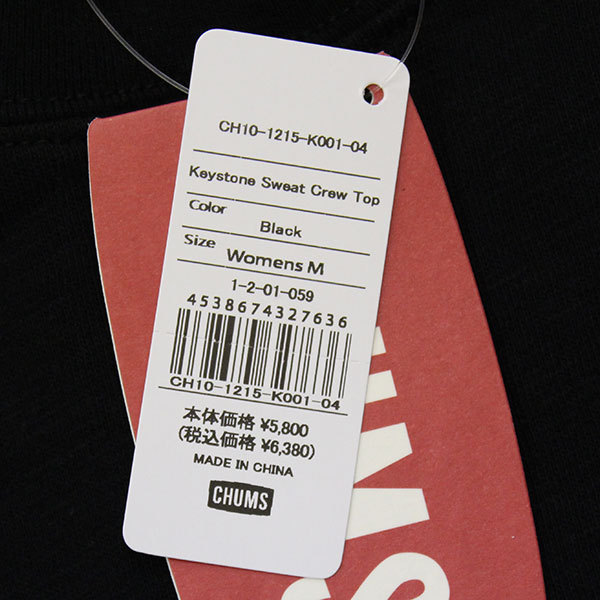 CH10-1215-K001-04
Keystone Sweat Crew Top
Color Black
Size Womens M
1-2-01-059
4538674327636
CH10-1215-K001-04
本体価格 ¥5,800
(税込価格 ¥6,380)
MADE IN CHINA
CHUMS
MS